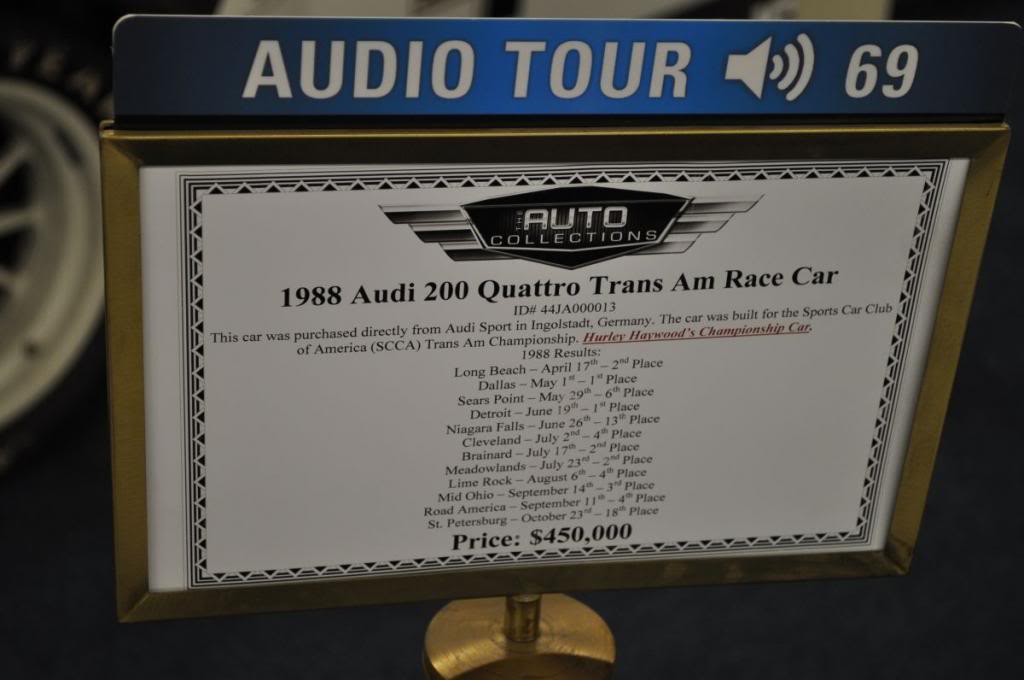 AUDIO TOUR 69
THE AUTO
COLLECTIONS
1988 Audi 200 Quattro Trans Am Race Car
ID# 44JA000013
This car was purchased directly from Audi Sport in Ingolstadt, Germany. The car was built for the Sports Car Club
of America (SCCA) Trans Am Championship. Hurley Haywood's Championship Car.
1988 Results:
Long Beach – April 17th – 2nd Place
Dallas – May 1st – 1st Place
Sears Point – May 29th – 6th Place
Detroit – June 19th – 1st Place
Niagara Falls – June 26th – 13th Place
Cleveland – July 2nd – 4th Place
Brainard – July 17th – 2nd Place
Meadowlands – July 23rd – 2nd Place
Lime Rock – August 6th – 4th Place
Mid Ohio – September 14th – 3rd Place
Road America – September 11th – 4th Place
St. Petersburg – October 23rd – 18th Place
Price: $450,000